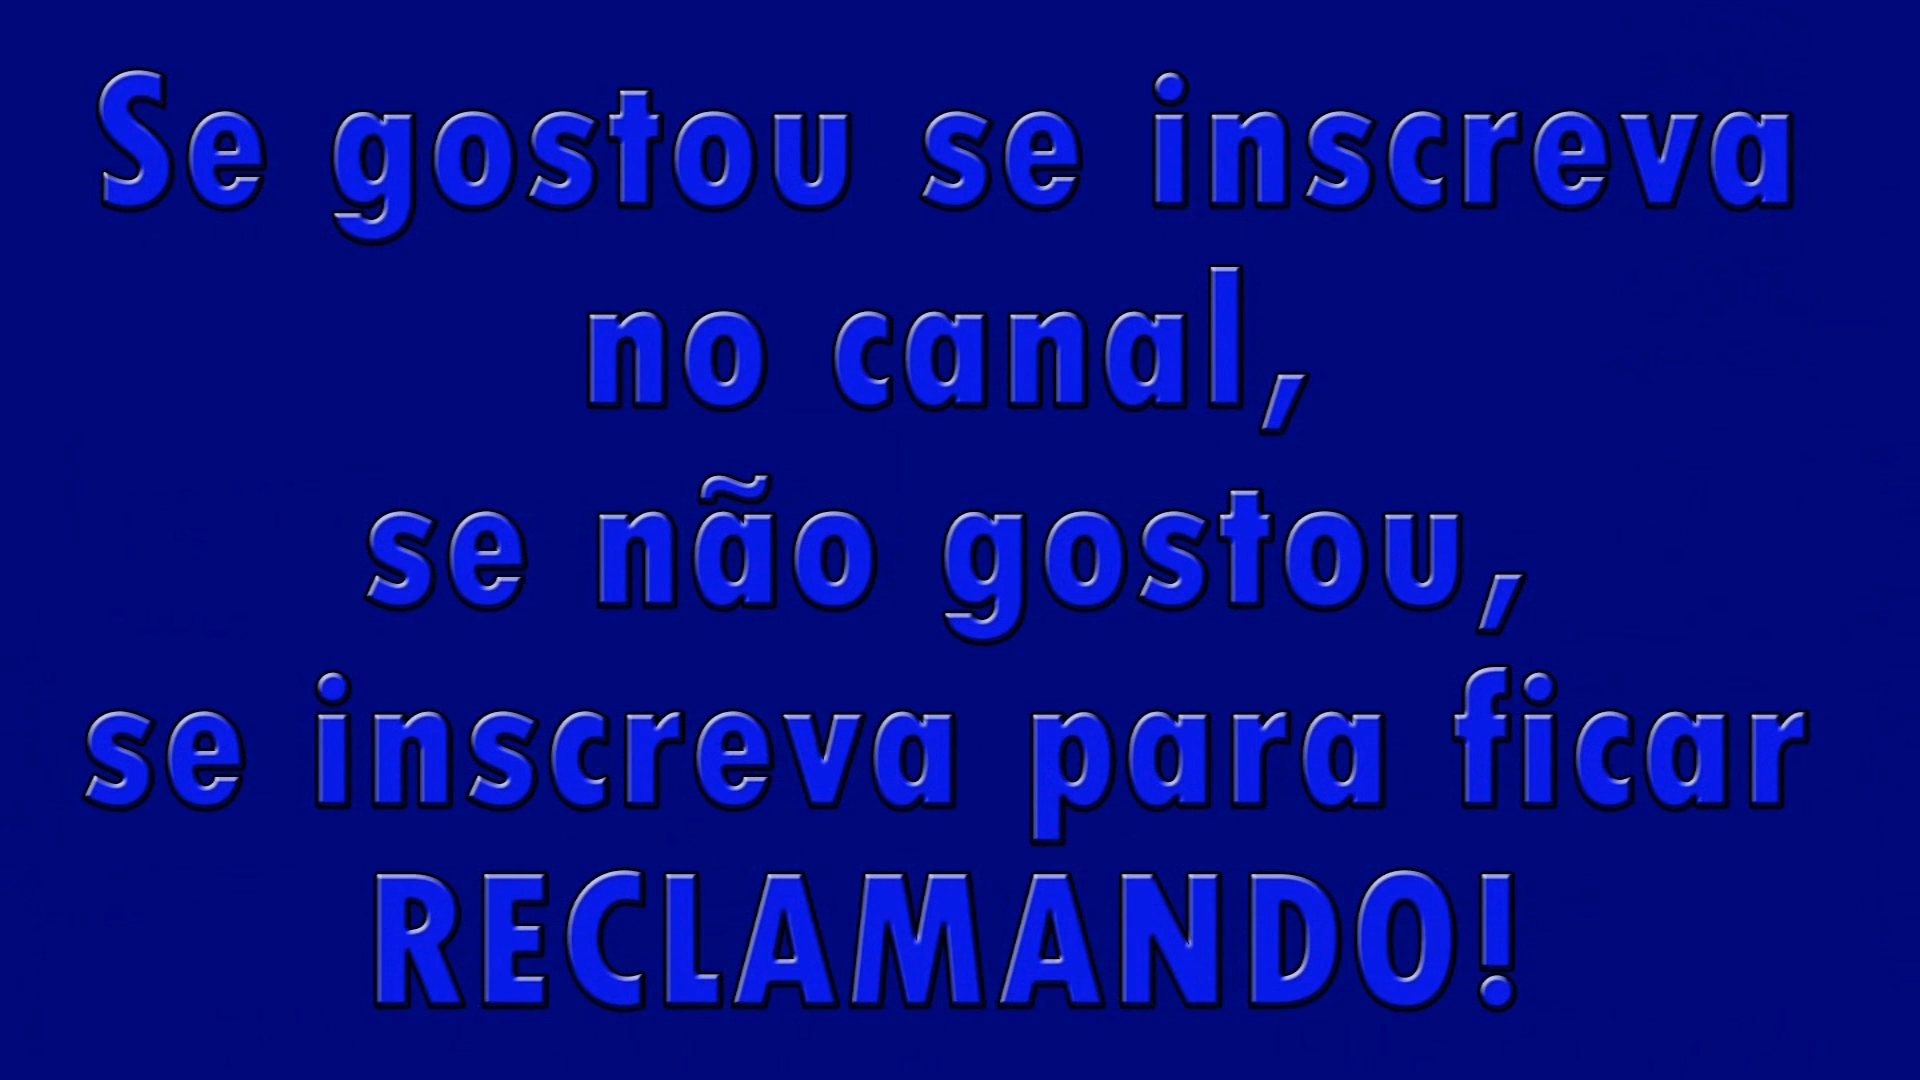 Se gostou se inscreva
no canal,
se não gostou,
se inscreva para ficar
RECLAMANDO!